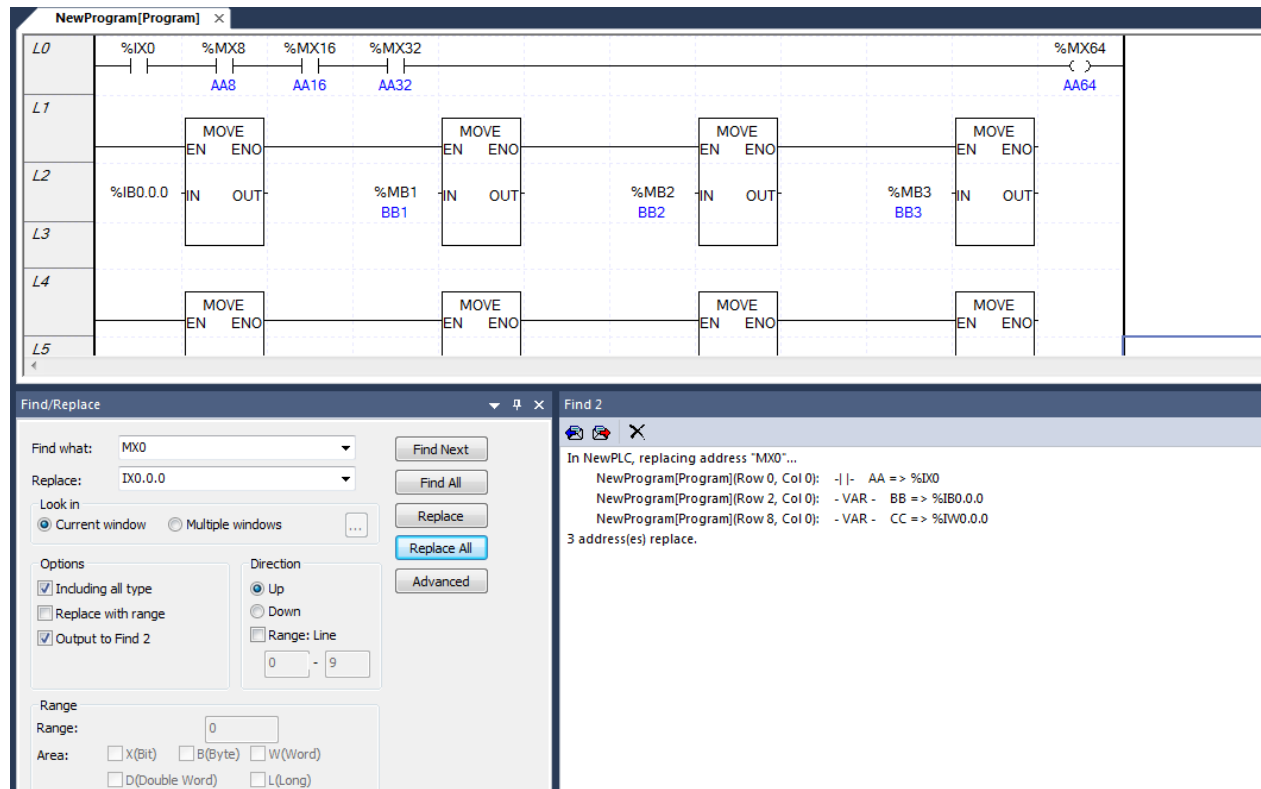 NewProgram[Program] ×
L0 %IX0 %MX8 %MX16 %MX32 %MX64
AA8 AA16 AA32 AA64
L1
MOVE MOVE MOVE MOVE
EN ENO EN ENO EN ENO EN ENO
L2
%IB0.0.0 IN OUT %MB1 IN OUT %MB2 IN OUT %MB3 IN OUT
BB1 BB2 BB3
L3
L4
MOVE MOVE MOVE MOVE
EN ENO EN ENO EN ENO EN ENO
L5
Find/Replace
Find what: MX0 Find Next
Replace: IX0.0.0 Find All
Look in
Current window Multiple windows ... Replace
Replace All
Options Direction
Including all type Up Advanced
Replace with range Down
Output to Find 2 Range: Line
0 - 9
Range
Range: 0
Area: X(Bit) B(Byte) W(Word)
D(Double Word) L(Long)
Find 2
In NewPLC, replacing address "MX0"...
NewProgram[Program](Row 0, Col 0): -| |- AA => %IX0
NewProgram[Program](Row 2, Col 0): - VAR - BB => %IB0.0.0
NewProgram[Program](Row 8, Col 0): - VAR - CC => %IW0.0.0
3 address(es) replace.